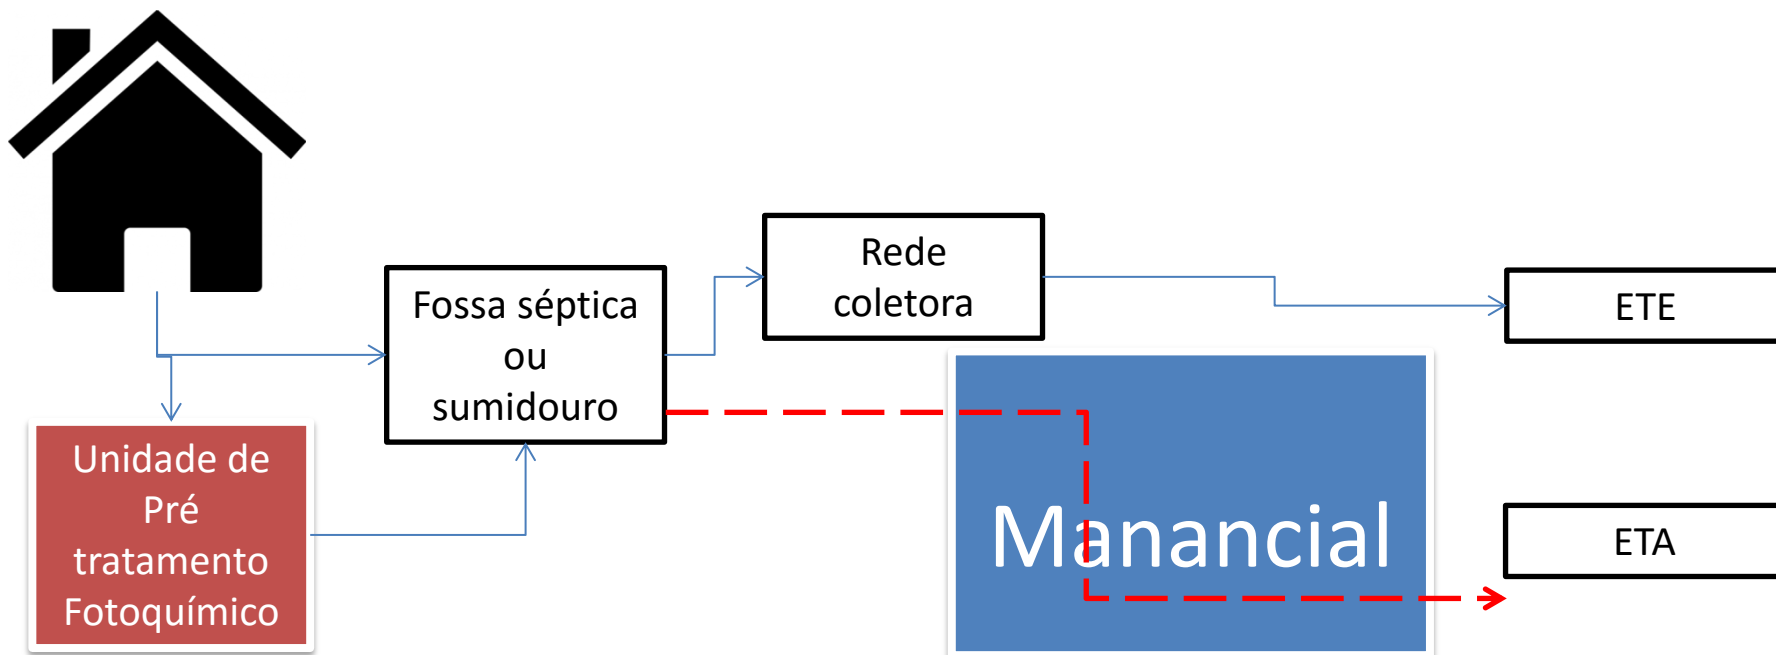 Rede
coletora
Fossa séptica
ou
sumidouro
ETE
Unidade de
Pré
tratamento
Fotoquímico
Manancial
ETA